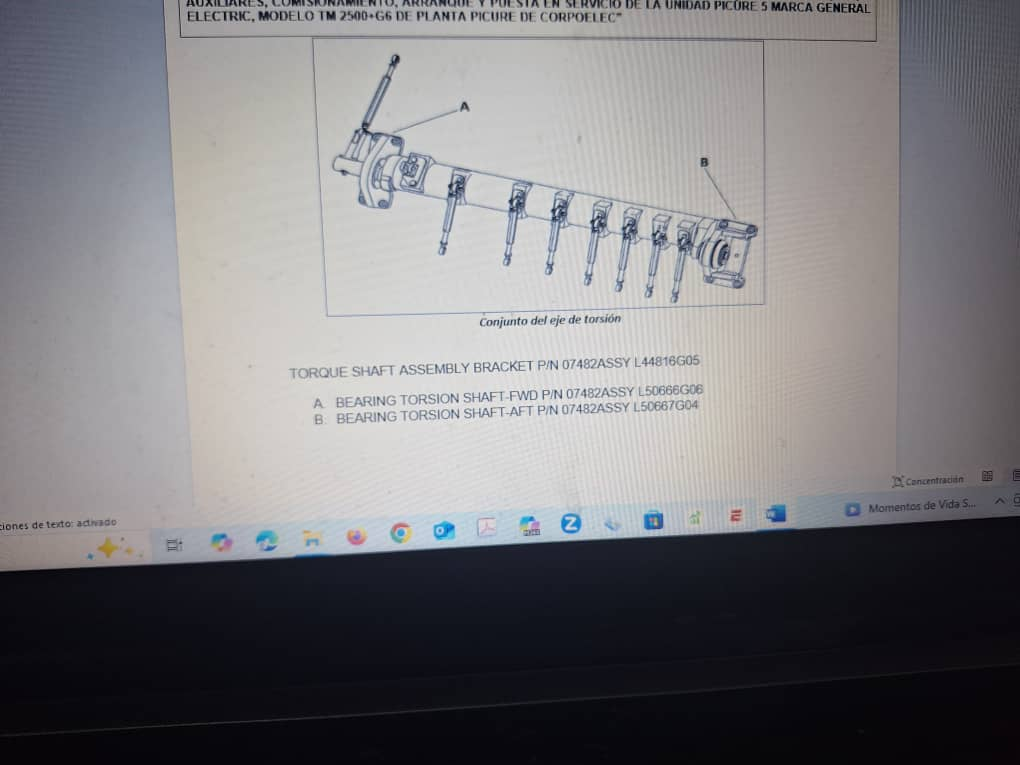 AUXILIARES, COMISIONAMIENTO, ARRANQUE Y PUESTA EN SERVICIO DE LA UNIDAD PICURE 5 MARCA GENERAL
ELECTRIC, MODELO TM 2500+G6 DE PLANTA PICURE DE CORPOELEC"
A
B
Conjunto del eje de torsión
TORQUE SHAFT ASSEMBLY BRACKET P/N 07482ASSY L44816G05
A. BEARING TORSION SHAFT-FWD P/N 07482ASSY L50666G06
B. BEARING TORSION SHAFT-AFT P/N 07482ASSY L50667G04
Concentración
ciones de texto: activado
Momentos de Vida S...